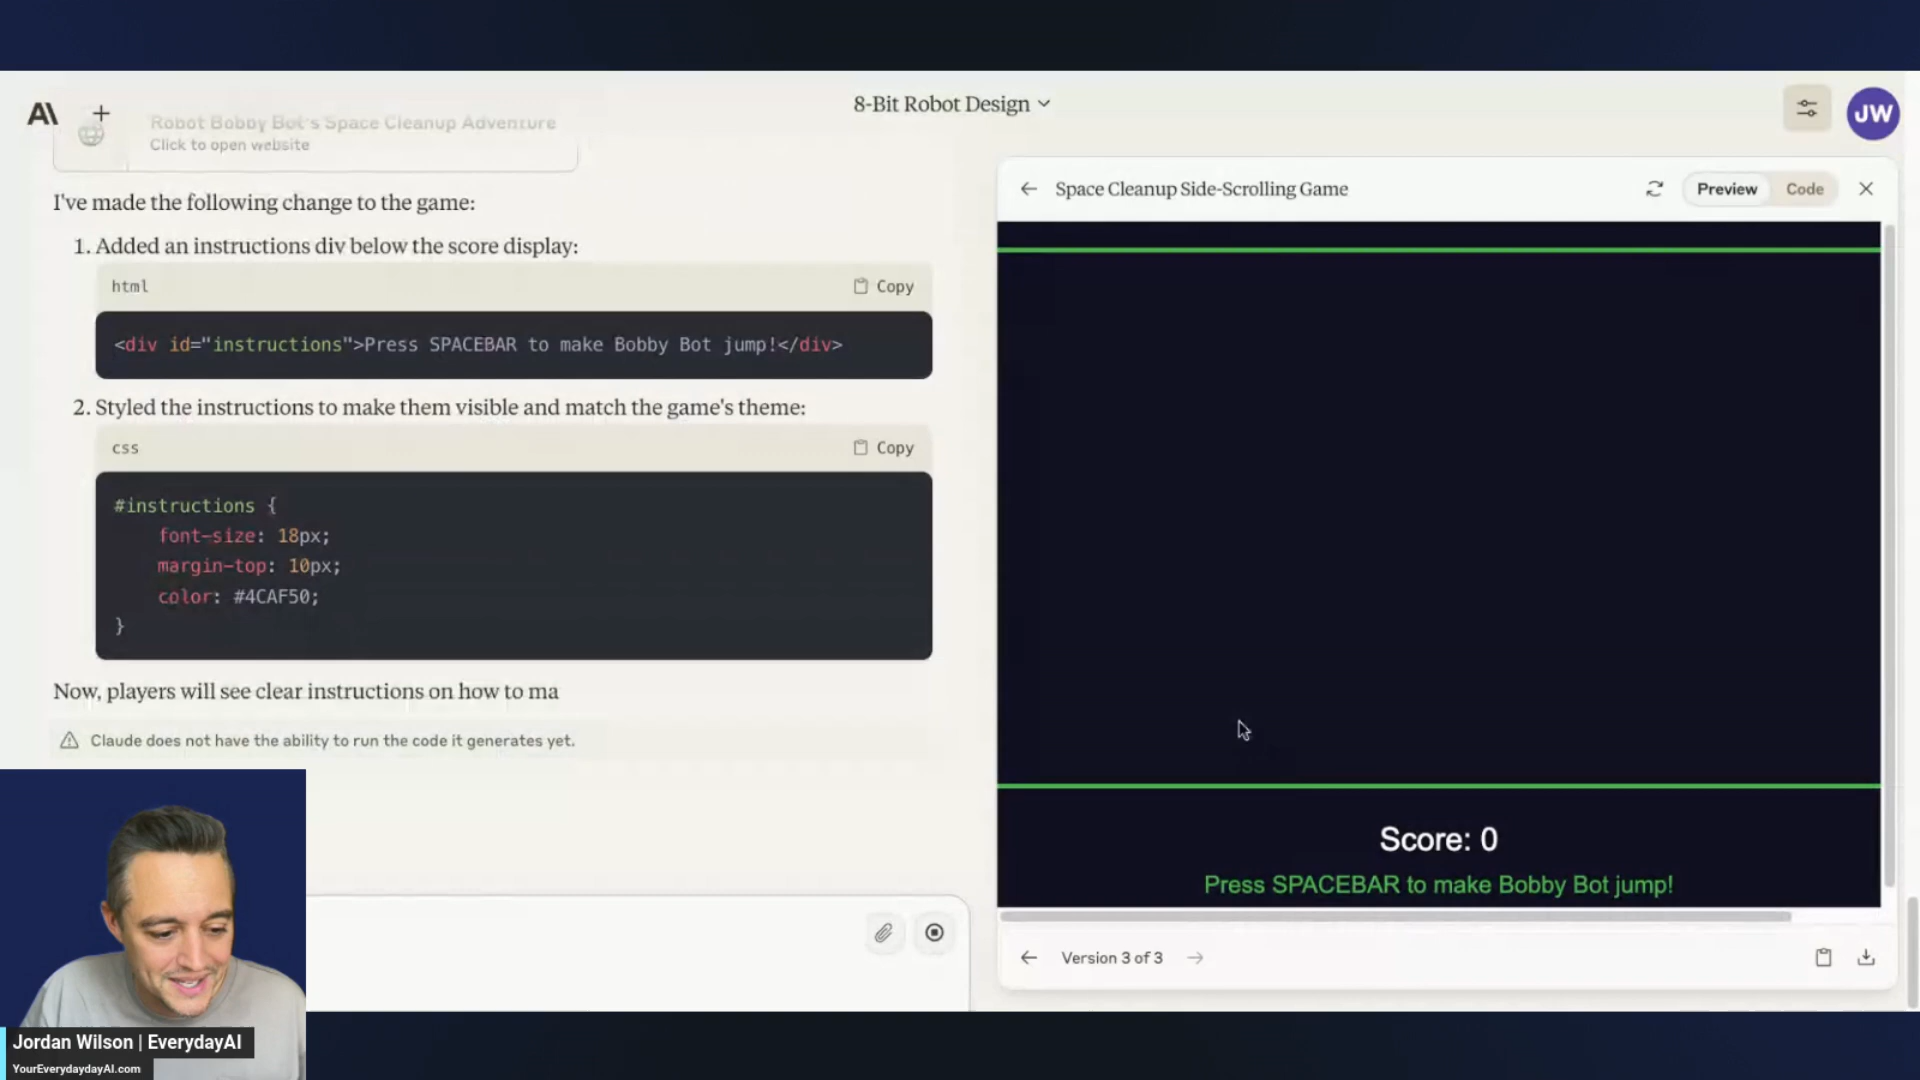 8-Bit Robot Design
JW
Robot Bobby Bot's Space Cleanup Adventure
Click to open website
I've made the following change to the game:
1. Added an instructions div below the score display:
html
Copy
<div id="instructions">Press SPACEBAR to make Bobby Bot jump!</div>
2. Styled the instructions to make them visible and match the game's theme:
css
Copy
#instructions {
font-size: 18px;
margin-top: 10px;
color: #4CAF50;
}
Now, players will see clear instructions on how to ma
Claude does not have the ability to run the code it generates yet.
Space Cleanup Side-Scrolling Game
Preview
Code
Score: 0
Press SPACEBAR to make Bobby Bot jump!
Version 3 of 3
Jordan Wilson | EverydayAI
YourEverydaydayAI.com